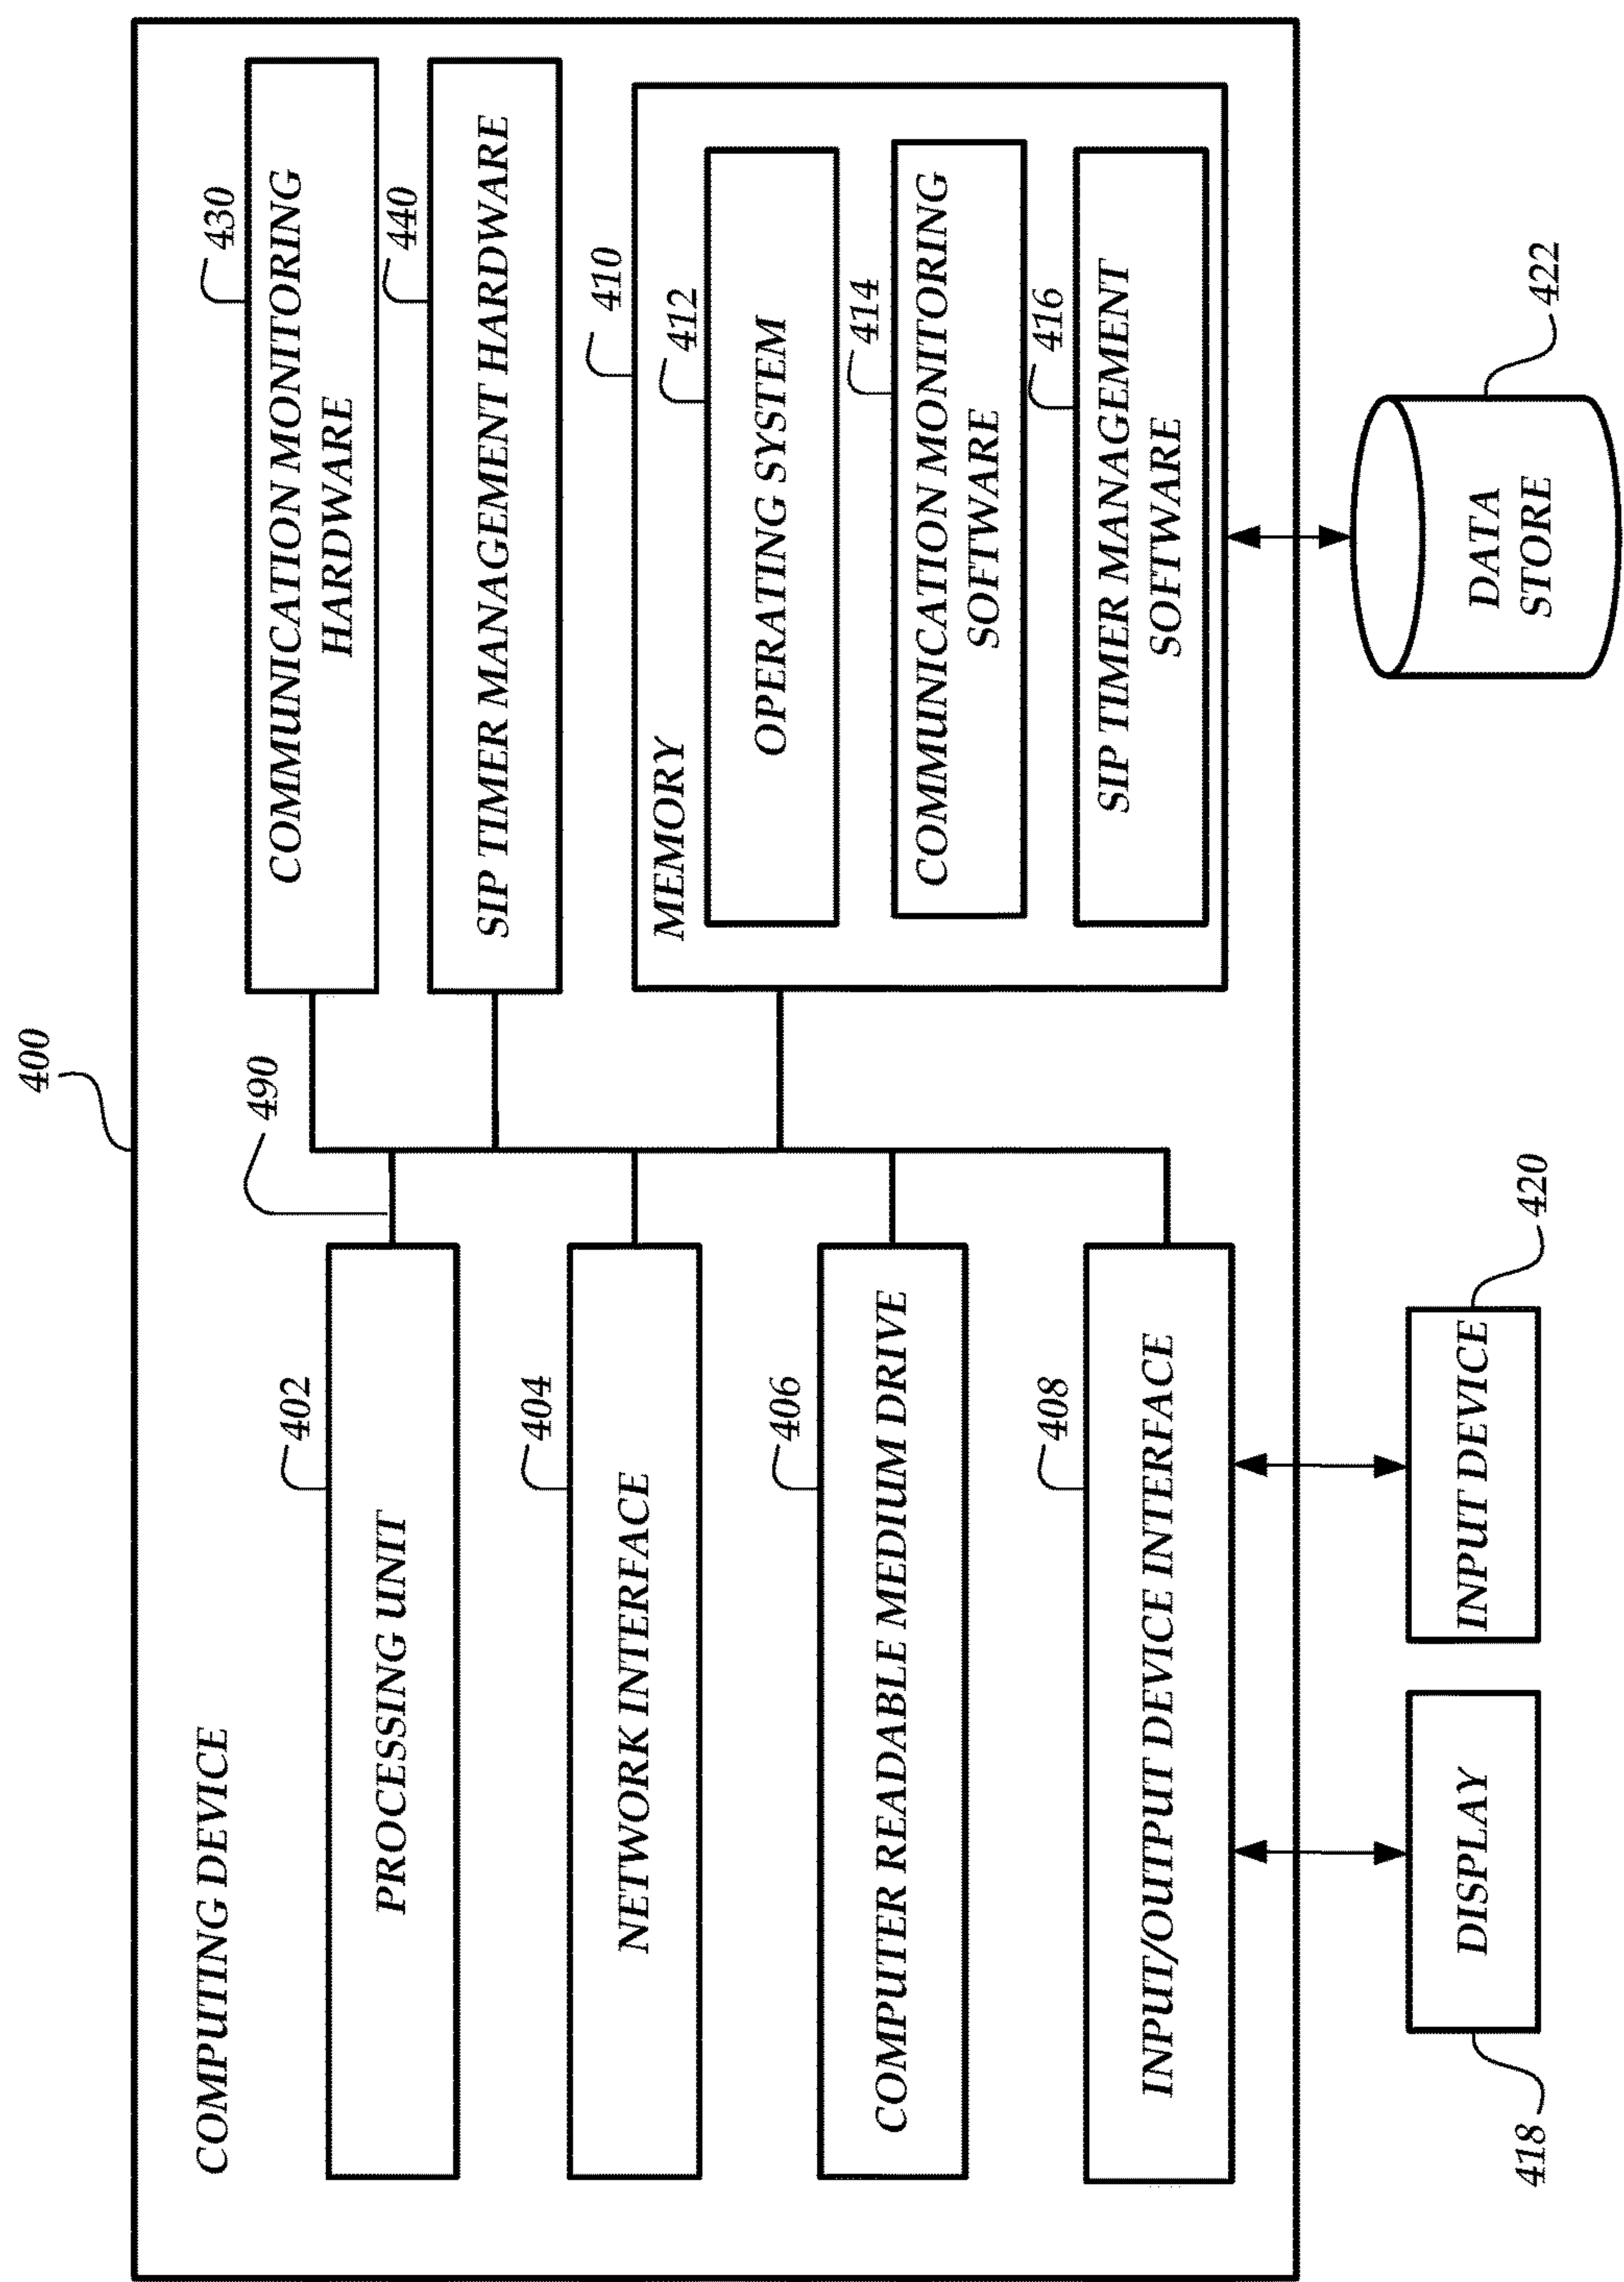 400
COMPUTING DEVICE
490
402
PROCESSING UNIT
404
NETWORK INTERFACE
406
COMPUTER READABLE MEDIUM DRIVE
408
INPUT/OUTPUT DEVICE INTERFACE
430
COMMUNICATION MONITORING
HARDWARE
440
SIP TIMER MANAGEMENT HARDWARE
410
MEMORY
412
OPERATING SYSTEM
414
COMMUNICATION MONITORING
SOFTWARE
416
SIP TIMER MANAGEMENT
SOFTWARE
418
DISPLAY
INPUT DEVICE
420
DATA
STORE
422